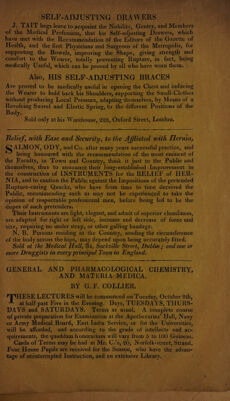 SELF-ADJUSTING DRAWERS
J. TAIT begs leave to acquaint the Nobility, Gentry, and Members
of the Medical Profession, that his Self-adjusting Drawers, which
have met with the Recommendation of the Editors of the Gazette of
Health, and the first Physicians and Surgeons of the Metropolis, for
supporting the Bowels, improving the Shape, giving strength and
comfort to the Wearer, totally preventing Rupture, in fact, being
medically Useful, which can be proved by all who have worn them.
Also, HIS SELF-ADJUSTING BRACES
Are proved to be medically useful in opening the Chest and inducing
the Wearer to hold back his Shoulders, supporting the Small-Clothes
without producing Local Pressure, adapting themselves, by Means of a
Revolving Swivel and Elastic Spring, to the different Positions of the
Body.
Sold only at his Warehouse, 228, Oxford Street, London.
Relief, with Ease and Security, to the Afflicted with Hernia,
SALMON, ODY, and Co. after many years successful practice, and
being honoured with the recommendation of the most eminent of
the Faculty, in Town and Country, think it just to the Public and
themselves, thus to announce their long-established Improvement in
the construction of INSTRUMENTS for the RELIEF of HER-
NIA, and to caution the Public against the Impositions of the pretended
Rupture-curing Quacks, who have from time to time deceived the
Public, recommending such as may not be experienced to take the
opinion of respectable professional men, before being led to be the
dupes of such pretenders.
Their Instruments are light, elegant, and admit of superior cleanliness,
are adapted for right or left side, increase and decrease of force and
size, requiring no under strap, or other galling bandage.
N. B. Persons residing in the Country, sending the circumference
of the body across the hips, may depend upon being accurately fitted.
Sold at the Medical Hall, 34, Sackville Street, Dublin; and one or
more Druggists in every principal Town in England.
GENERAL AND PHARMACOLOGICAL CHEMISTRY,
AND MATERIA MEDICA.
BY G. F. COLLIER.
THESE LECTURES will be commenced on Tuesday, October 9th,
at half past Five in the Evening. Days, TUESDAYS, THURS-
DAYS and SATURDAYS. Terms as usual. A complete course
of private preparation for Examination at the Apothecaries' Hall, Navy
or Army Medical Board, East India Service, or for the Universities,
will be afforded, and according to the grade of intellects and ac-
quirements, the quiddam honorarium will vary from 5 to 100 Guineas.
Cards of Terms may be had at Mr. C.'s, Norfolk-street, Strand.
Four House Pupils are received for the Season, who have the advan-
tage of uninterrupted Instruction, and an extensive Library.